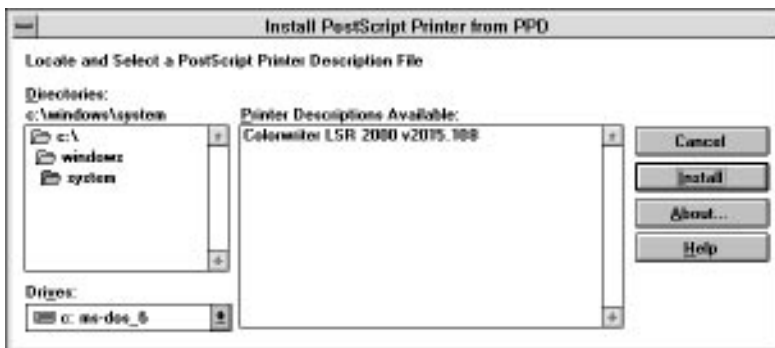 Install PostScript Printer from PPD
Locate and Select a PostScript Printer Description File
Directories:
c:\windows\system
c:\
windows
system
Drives:
c: ms-dos_6
Printer Descriptions Available:
Colorwriter LSR 2000 v2015.108
Cancel
Install
About...
Help